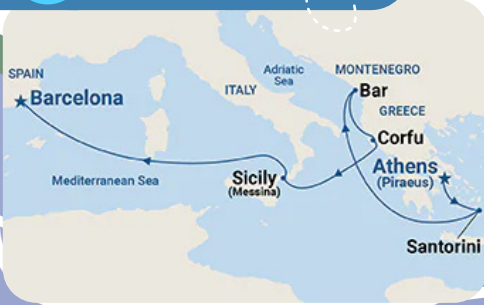 SPAIN
Barcelona
Adriatic
Sea
ITALY
MONTENEGRO
Bar
GREECE
Corfu
Athens
(Piraeus)
Sicily
(Messina)
Mediterranean Sea
Santorini